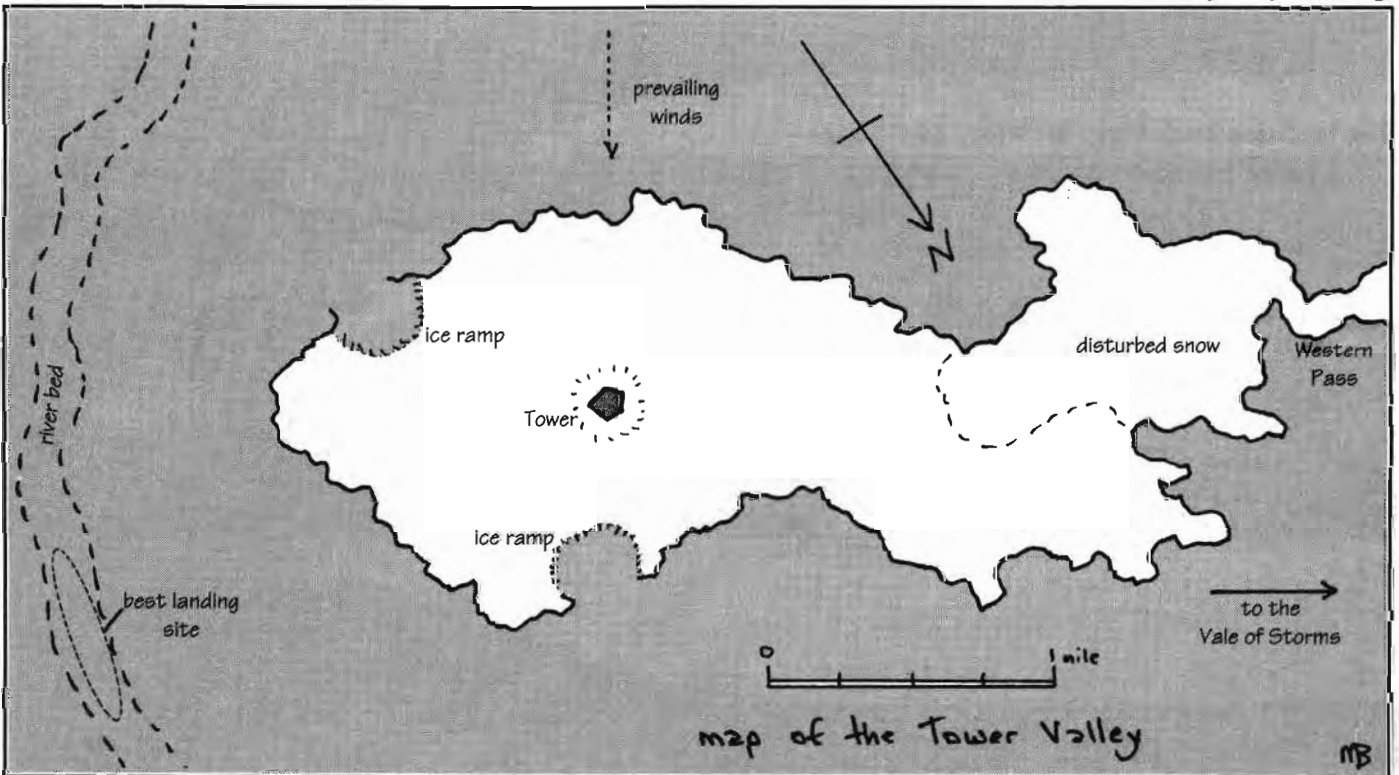 prevailing
winds
N
ice ramp
disturbed snow
Western
Pass
river bed
Tower
ice ramp
best landing
site
to the
Vale of Storms
0
1 mile
map of the Tower Valley
MB